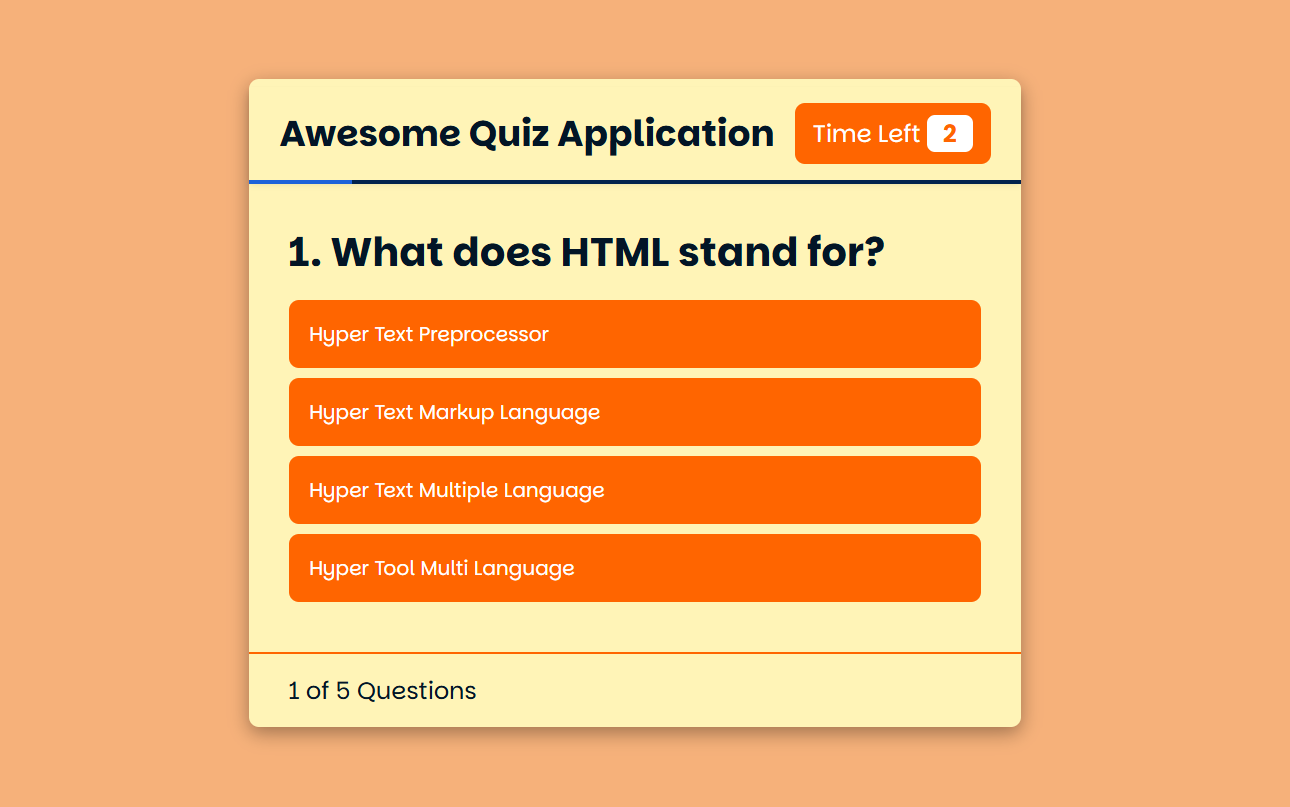 Awesome Quiz Application
Time Left 2
1. What does HTML stand for?
Hyper Text Preprocessor
Hyper Text Markup Language
Hyper Text Multiple Language
Hyper Tool Multi Language
1 of 5 Questions